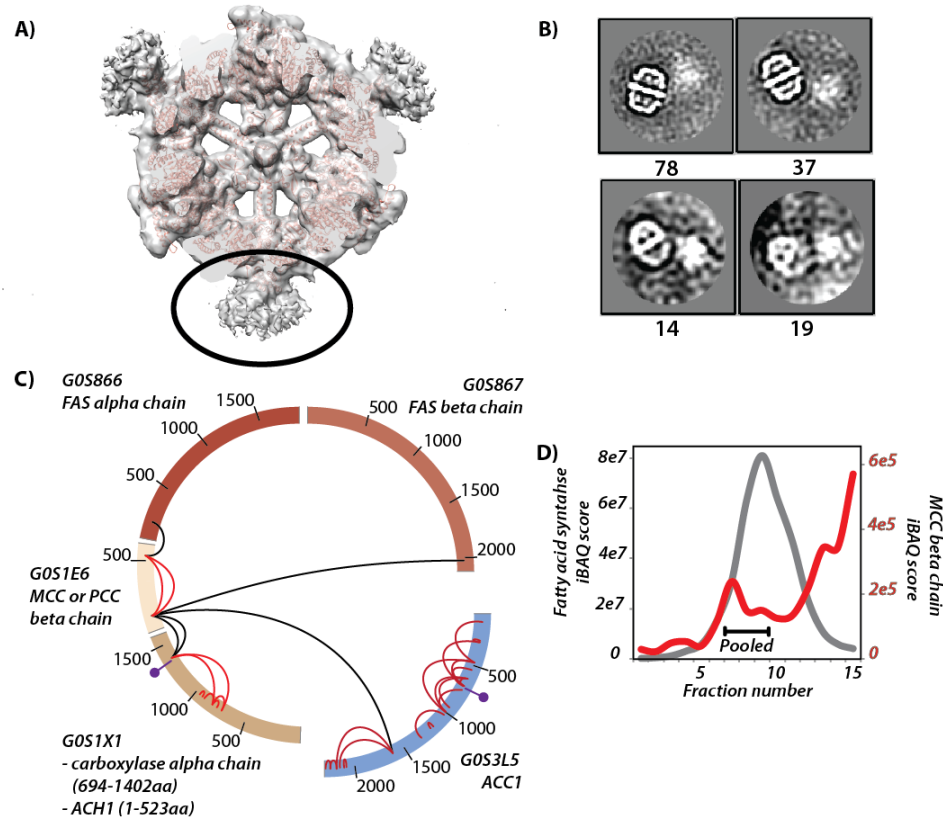 A)
B)
78
37
14
19
C)
G0S866
FAS alpha chain
500
1000
1500
G0S867
FAS beta chain
500
1000
1500
2000
500
G0S1E6
MCC or PCC
beta chain
1500
1000
500
G0S1X1
- carboxylase alpha chain
(694-1402aa)
- ACH1 (1-523aa)
500
1000
1500
2000
G0S3L5
ACC1
D)
Fatty acid syntahse
iBAQ score
8e7
6e7
4e7
2e7
0
6e5
4e5
2e5
0
MCC beta chain
iBAQ score
Pooled
5
10
15
Fraction number